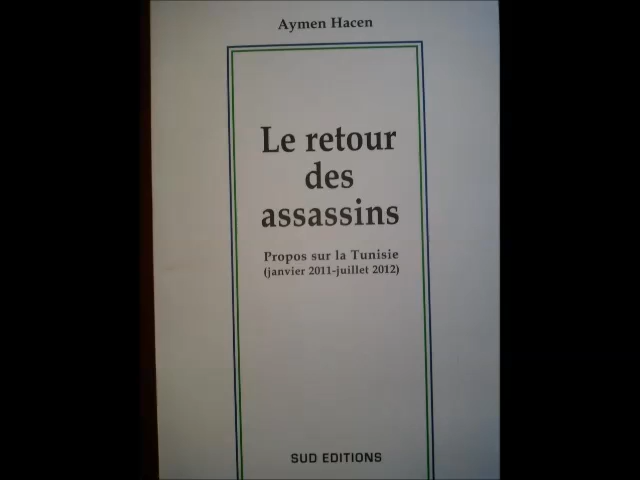 Aymen Hacen
Le retour
des
assassins
Propos sur la Tunisie
(janvier 2011-juillet 2012)
SUD EDITIONS